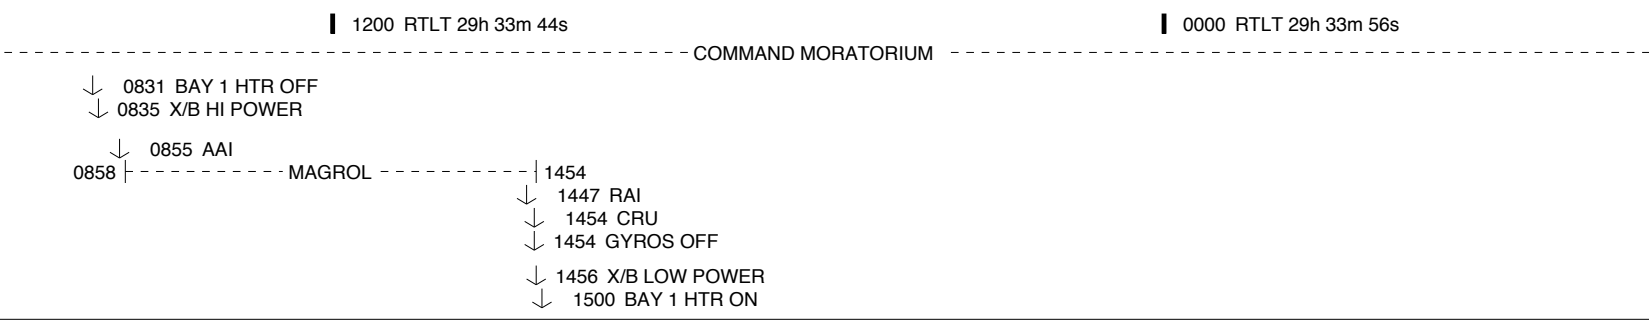 1200 RTLT 29h 33m 44s 0000 RTLT 29h 33m 56s
COMMAND MORATORIUM
0831 BAY 1 HTR OFF
0835 X/B HI POWER
0855 AAI
0858 MAGROL 1454
1447 RAI
1454 CRU
1454 GYROS OFF
1456 X/B LOW POWER
1500 BAY 1 HTR ON